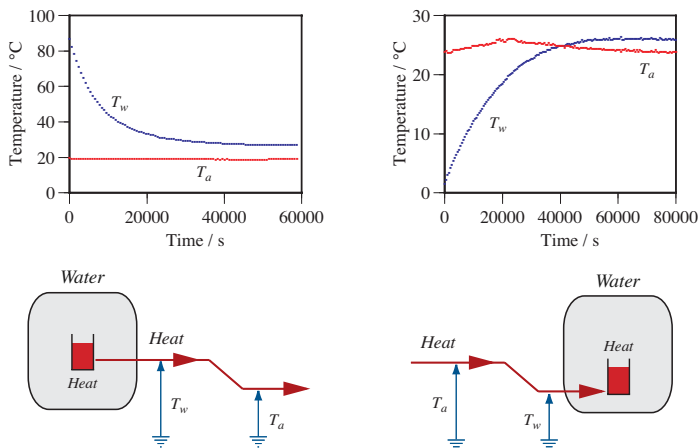 Temperature / °C
100
80
60
40
20
0
T_w
T_a
0 20000 40000 60000
Time / s
Temperature / °C
30
20
10
0
T_a
T_w
0 20000 40000 60000 80000
Time / s
Water
Heat
Heat
T_w
T_a
Water
Heat
Heat
T_a
T_w